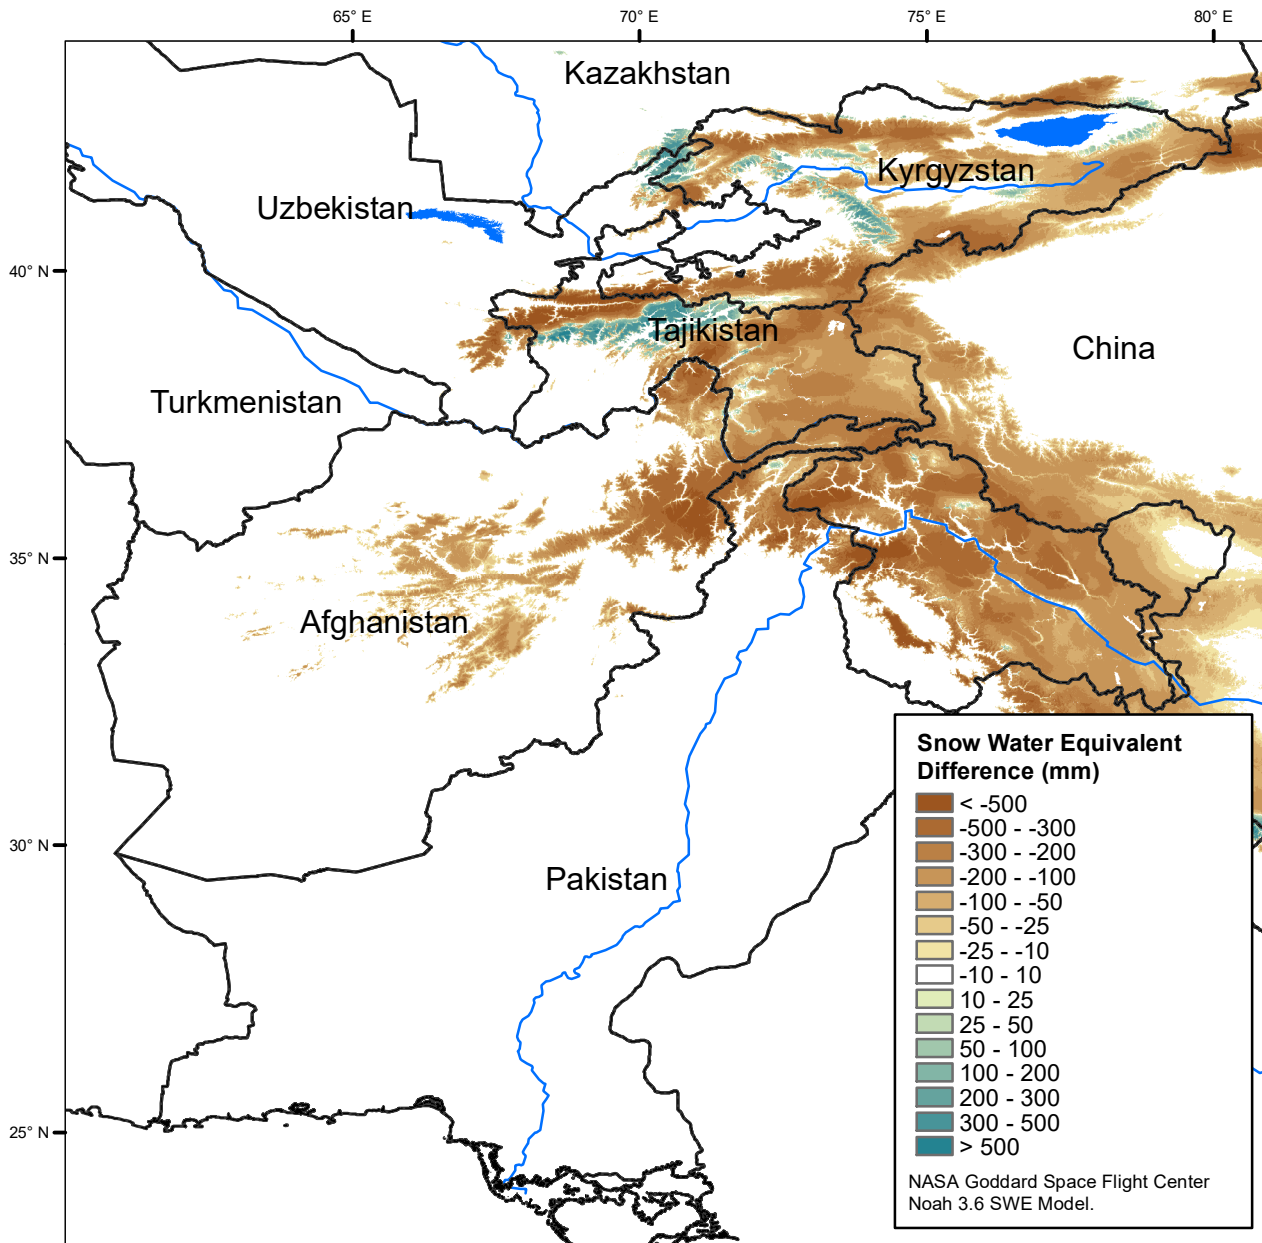 65° E
70° E
75° E
80° E
Kazakhstan
Kyrgyzstan
Uzbekistan
40° N
Tajikistan
China
Turkmenistan
35° N
Afghanistan
30° N
Pakistan
25° N
Snow Water Equivalent
Difference (mm)
< -500
-500 - -300
-300 - -200
-200 - -100
-100 - -50
-50 - -25
-25 - -10
-10 - 10
10 - 25
25 - 50
50 - 100
100 - 200
200 - 300
300 - 500
> 500
NASA Goddard Space Flight Center
Noah 3.6 SWE Model.